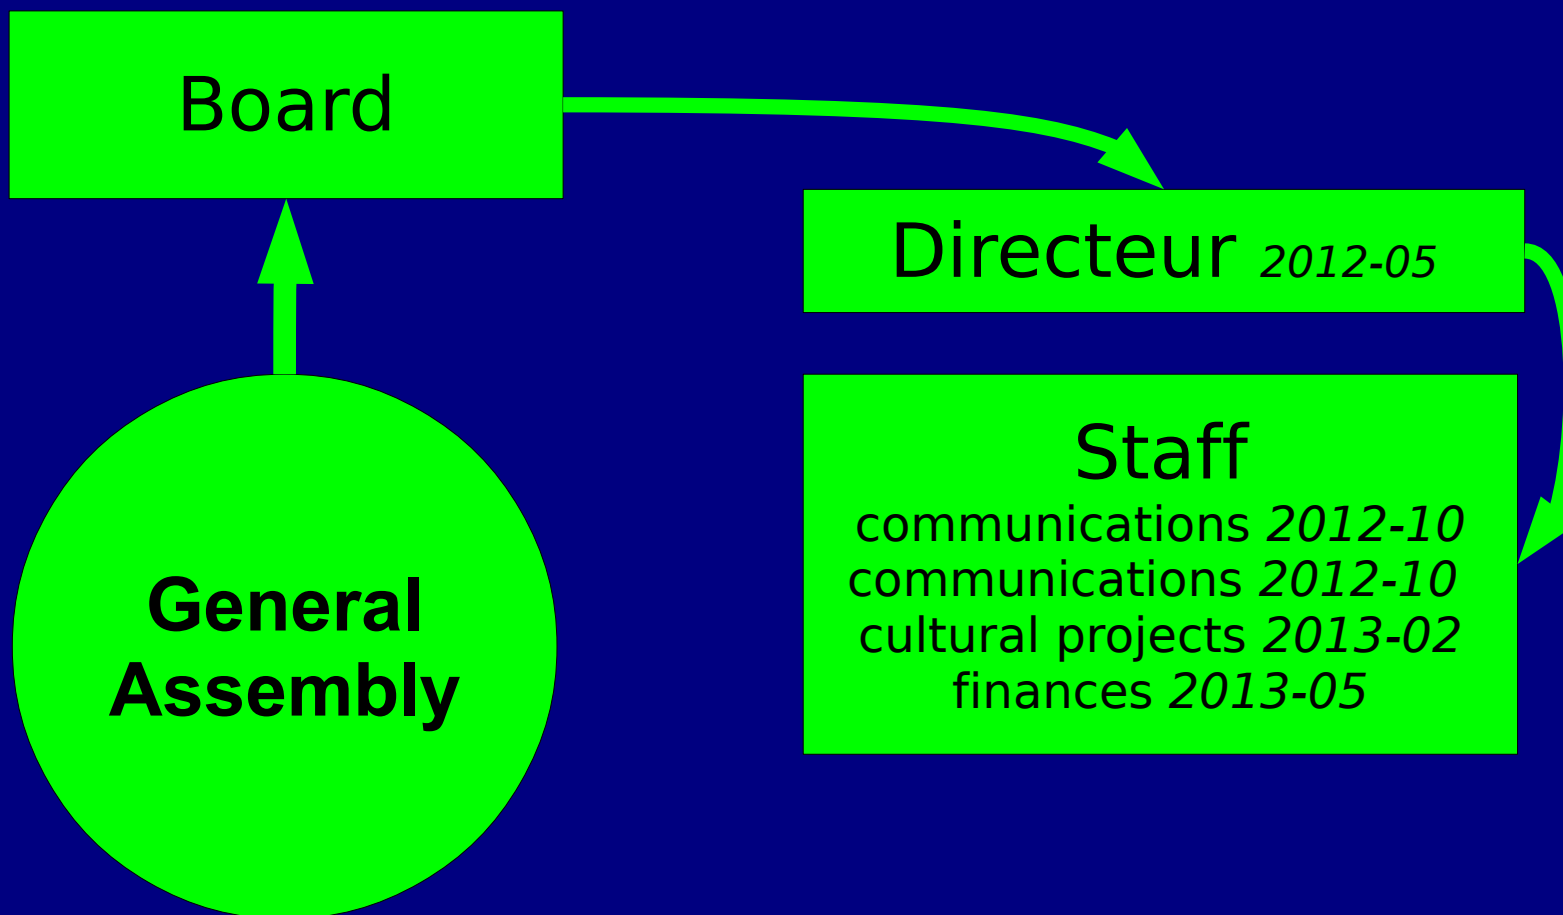 Board
Directeur 2012-05
Staff
communications 2012-10
communications 2012-10
cultural projects 2013-02
finances 2013-05
General
Assembly